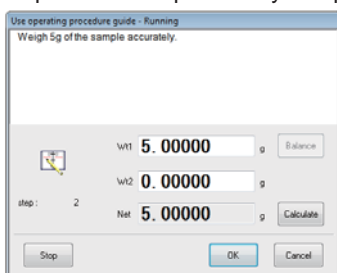 Use operating procedure guide - Running
Weigh 5g of the sample accurately.
Wt1 5.00000 g Balance
Wt2 0.00000 g
step : 2 Net 5.00000 g Calculate
Stop OK Cancel